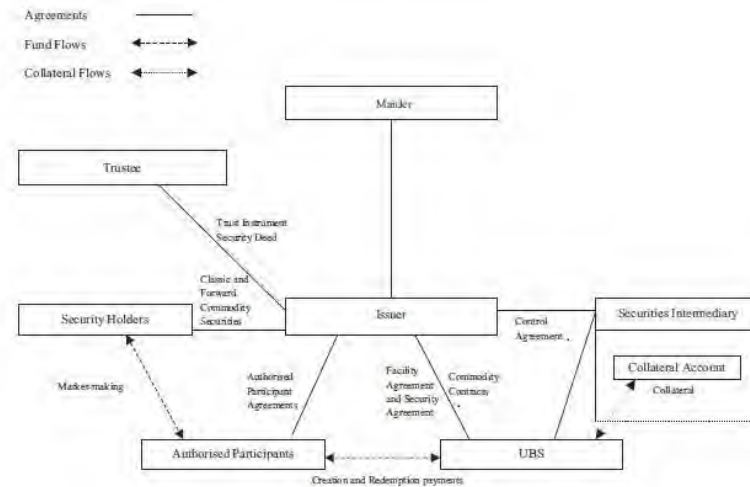 Agreements
Fund Flows
Collateral Flows
Maider
Trustee
Trust Instrument
Security Dead
Classic and
Forward
Commodity
Securities
Security Holders
Issuer
Control
Agreement
Securities Intermediary
Collateral Account
Collateral
Market-making
Authorised
Participant
Agreements
Facility
Agreement
and Security
Agreement
Commodity
Contracts
Authorised Participants
UBS
Creation and Redemption payments